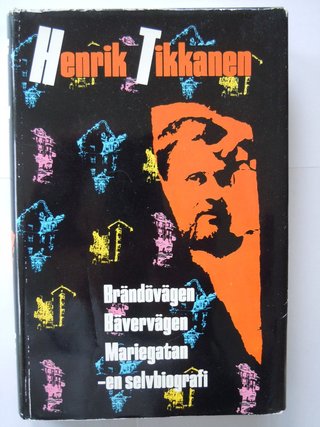 Henrik Tikkanen
Brändövägen
Bävervägen
Mariegatan
-en selvbiografi